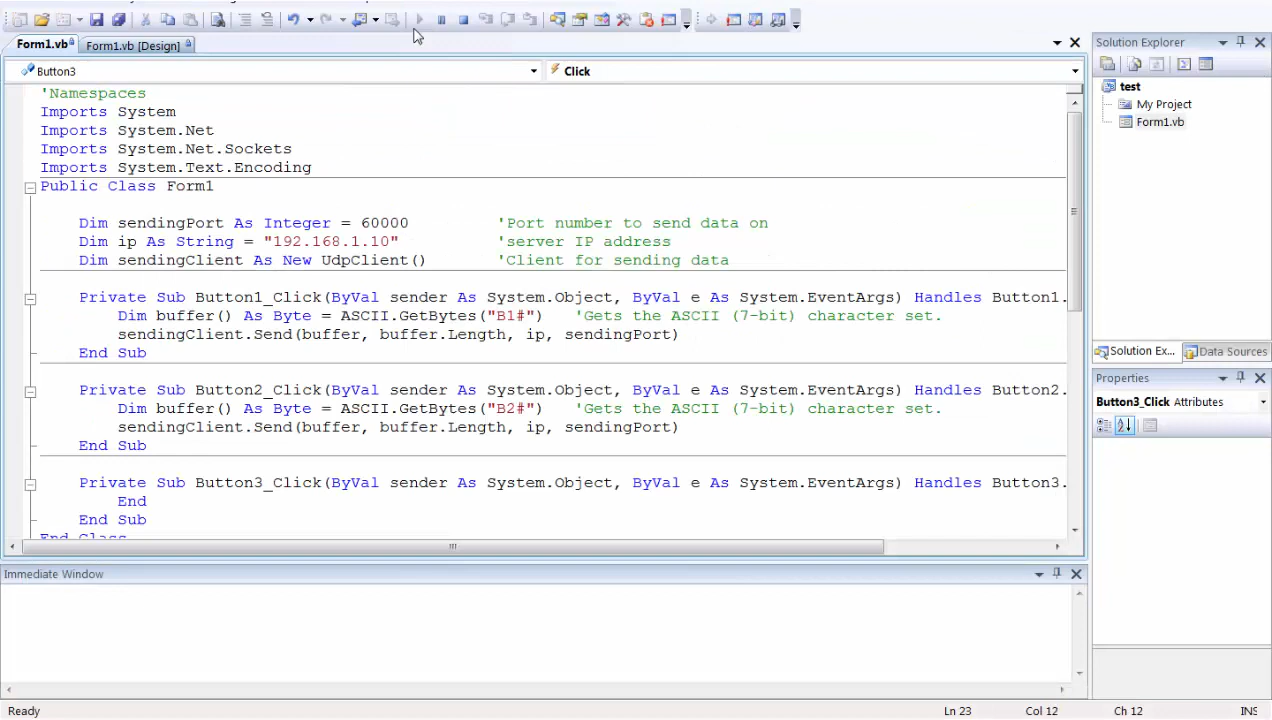 Form1.vb
Form1.vb [Design]
Button3
Click
'Namespaces
Imports System
Imports System.Net
Imports System.Net.Sockets
Imports System.Text.Encoding
Public Class Form1
Dim sendingPort As Integer = 60000 'Port number to send data on
Dim ip As String = "192.168.1.10" 'server IP address
Dim sendingClient As New UdpClient() 'Client for sending data
Private Sub Button1_Click(ByVal sender As System.Object, ByVal e As System.EventArgs) Handles Button1.
Dim buffer() As Byte = ASCII.GetBytes("B1#") 'Gets the ASCII (7-bit) character set.
sendingClient.Send(buffer, buffer.Length, ip, sendingPort)
End Sub
Private Sub Button2_Click(ByVal sender As System.Object, ByVal e As System.EventArgs) Handles Button2.
Dim buffer() As Byte = ASCII.GetBytes("B2#") 'Gets the ASCII (7-bit) character set.
sendingClient.Send(buffer, buffer.Length, ip, sendingPort)
End Sub
Private Sub Button3_Click(ByVal sender As System.Object, ByVal e As System.EventArgs) Handles Button3.
End
End Sub
End Class
Immediate Window
Solution Explorer
test
My Project
Form1.vb
Solution Ex...
Data Sources
Properties
Button3_Click Attributes
Ready
Ln 23
Col 12
Ch 12
INS